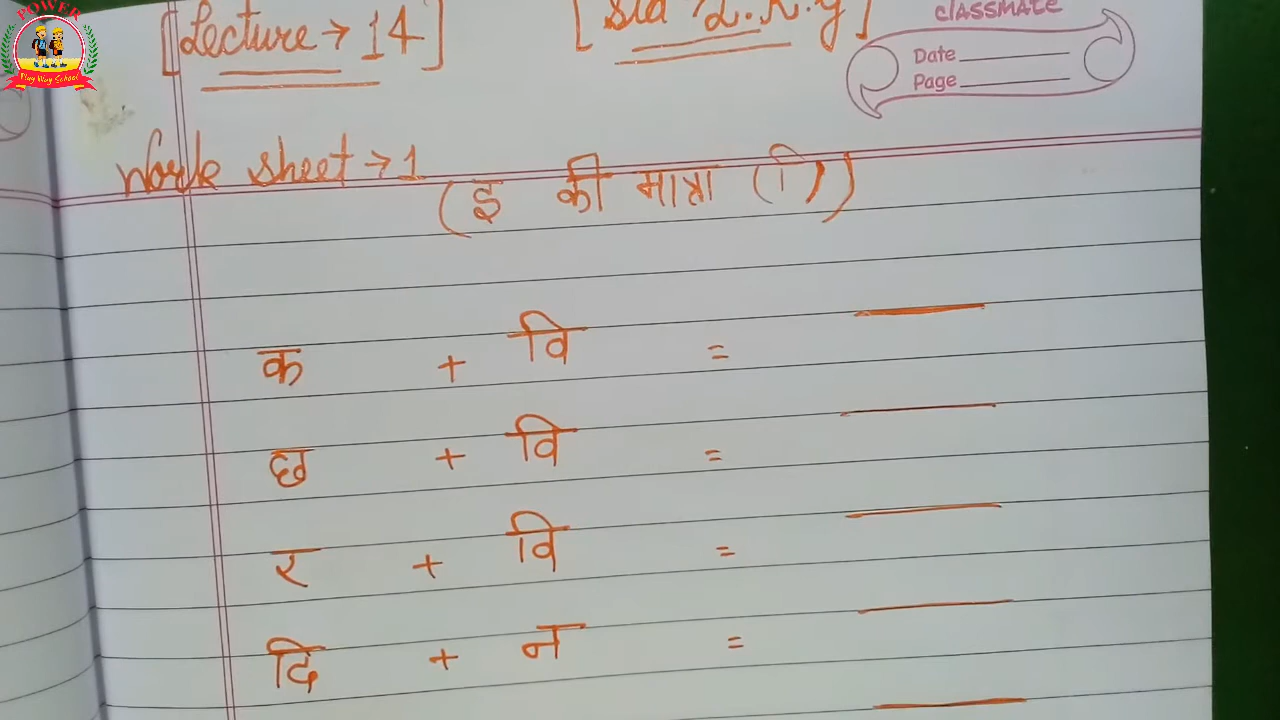 POWER
Play Way School
[Lecture → 14] [Std → L.K.G]
CLASSMATE
Date
Page
Work sheet → 1
(इ की मात्रा (ि))
क + वि =
छ + वि =
र + वि =
दि + न =